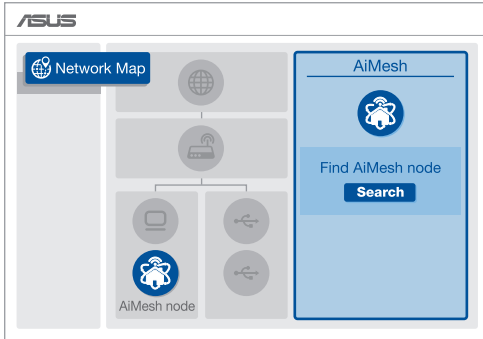 ASUS
Network Map
AiMesh
Find AiMesh node
Search
AiMesh node